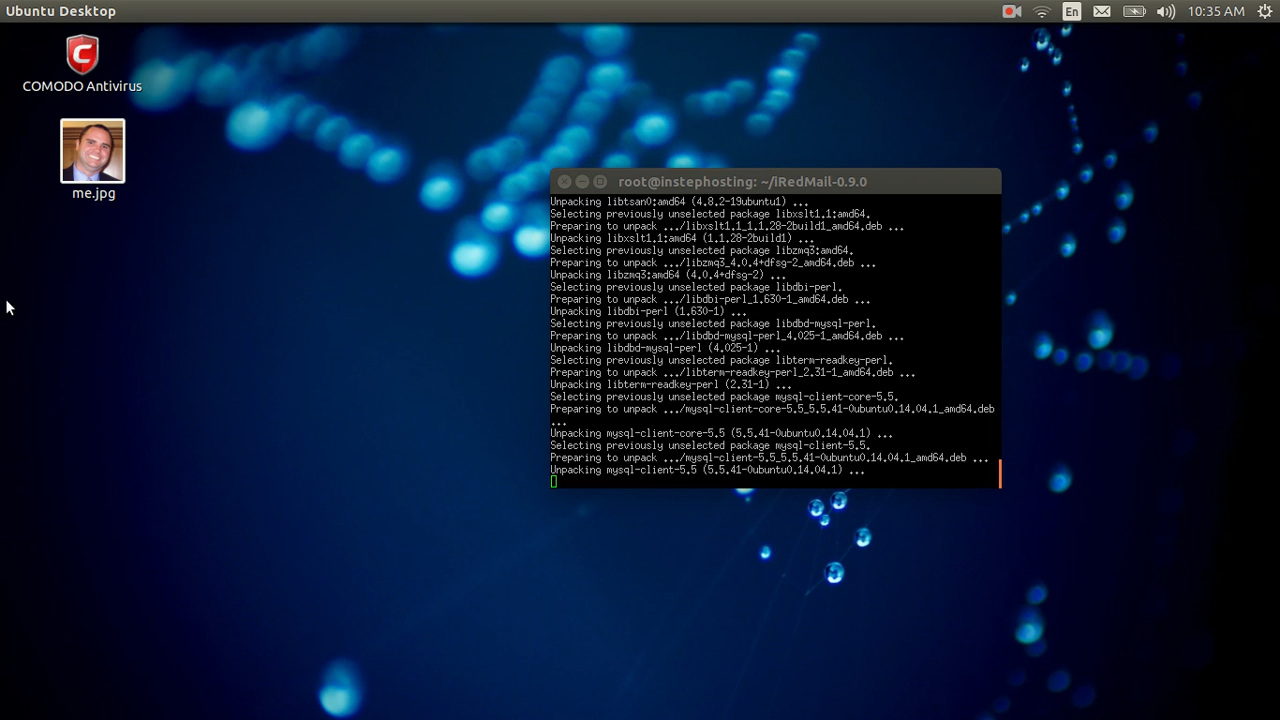 Ubuntu Desktop
En
10:35 AM
COMODO Antivirus
me.jpg
root@instephosting: ~/iRedMail-0.9.0
Unpacking libtsan0:amd64 (4.8.2-19ubuntu1) ...
Selecting previously unselected package libxslt1.1:amd64.
Preparing to unpack .../libxslt1.1_1.1.28-2build1_amd64.deb ...
Unpacking libxslt1.1:amd64 (1.1.28-2build1) ...
Selecting previously unselected package libzmq3:amd64.
Preparing to unpack .../libzmq3_4.0.4+dfsg-2_amd64.deb ...
Unpacking libzmq3:amd64 (4.0.4+dfsg-2) ...
Selecting previously unselected package libdbi-perl.
Preparing to unpack .../libdbi-perl_1.630-1_amd64.deb ...
Unpacking libdbi-perl (1.630-1) ...
Selecting previously unselected package libdbd-mysql-perl.
Preparing to unpack .../libdbd-mysql-perl_4.025-1_amd64.deb ...
Unpacking libdbd-mysql-perl (4.025-1) ...
Selecting previously unselected package libterm-readkey-perl.
Preparing to unpack .../libterm-readkey-perl_2.31-1_amd64.deb ...
Unpacking libterm-readkey-perl (2.31-1) ...
Selecting previously unselected package mysql-client-core-5.5.
Preparing to unpack .../mysql-client-core-5.5_5.5.41-0ubuntu0.14.04.1_amd64.deb
...
Unpacking mysql-client-core-5.5 (5.5.41-0ubuntu0.14.04.1) ...
Selecting previously unselected package mysql-client-5.5.
Preparing to unpack .../mysql-client-5.5_5.5.41-0ubuntu0.14.04.1_amd64.deb ...
Unpacking mysql-client-5.5 (5.5.41-0ubuntu0.14.04.1) ...